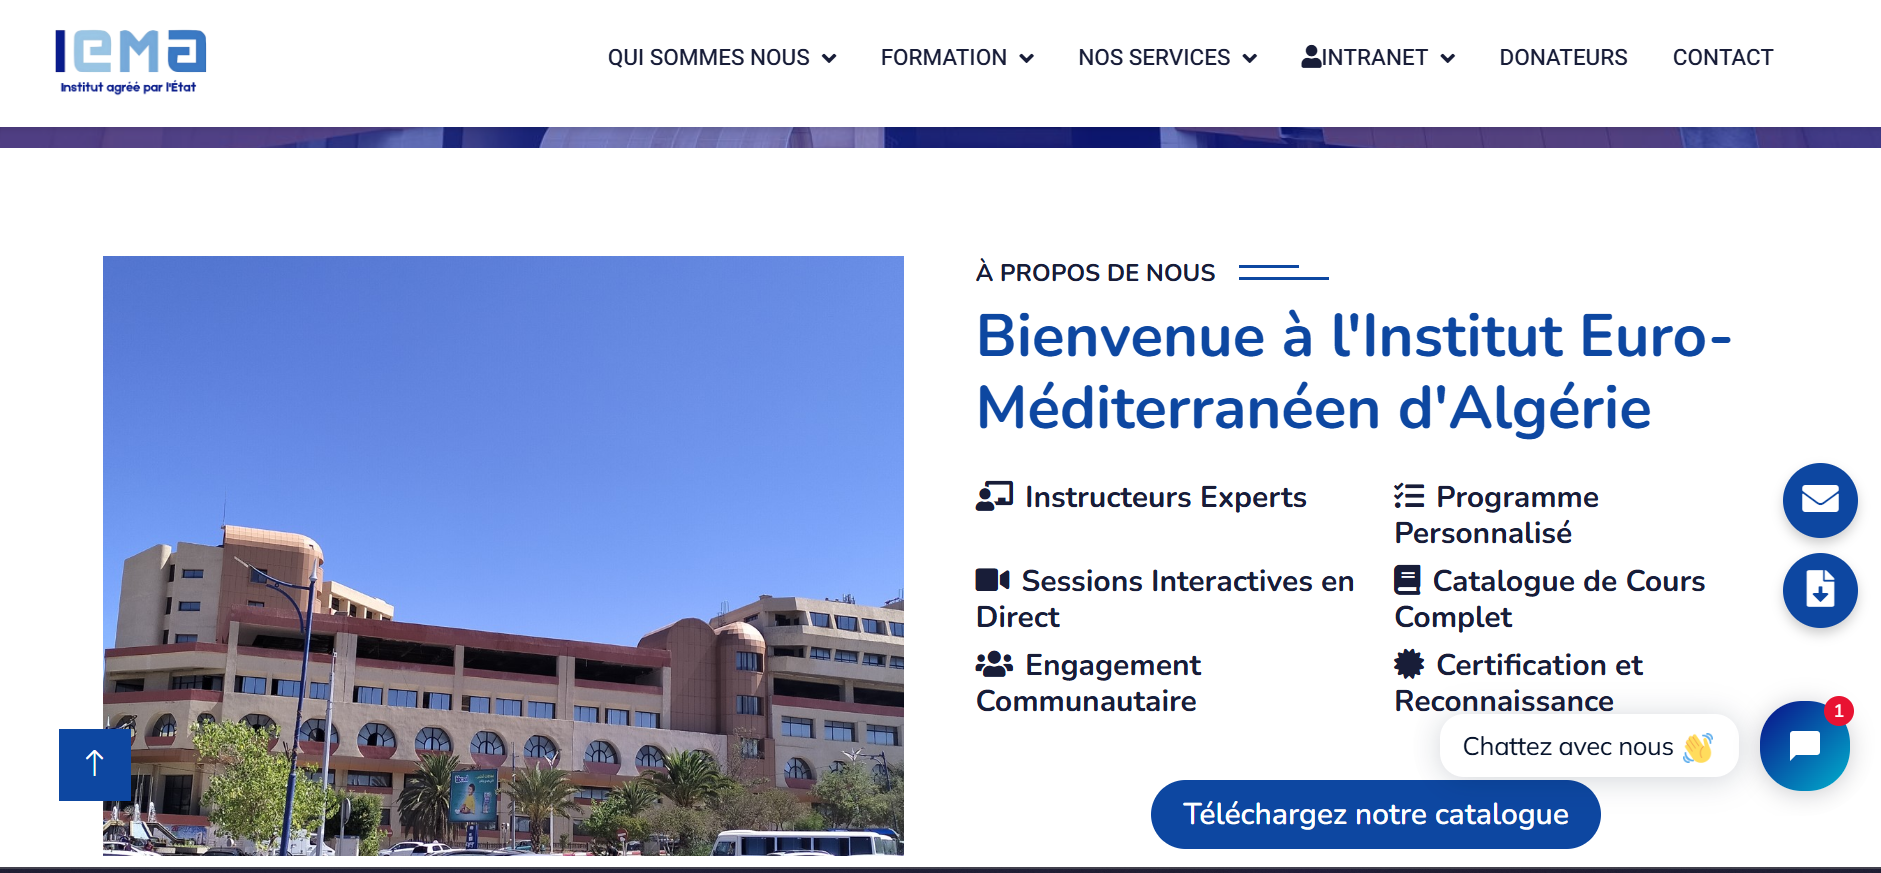 IEMA
Institut agréé par l'État
QUI SOMMES NOUS
FORMATION
NOS SERVICES
INTRANET
DONATEURS
CONTACT
À PROPOS DE NOUS
Bienvenue à l'Institut Euro-
Méditerranéen d'Algérie
Instructeurs Experts
Programme
Personnalisé
Sessions Interactives en
Direct
Catalogue de Cours
Complet
Engagement
Communautaire
Certification et
Reconnaissance
1
Chattez avec nous 👋
Téléchargez notre catalogue